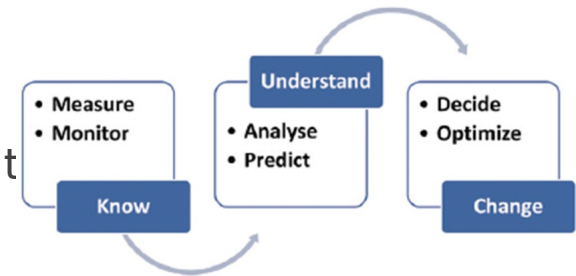 • Measure
• Monitor
t
Know
Understand
• Analyse
• Predict
• Decide
• Optimize
Change